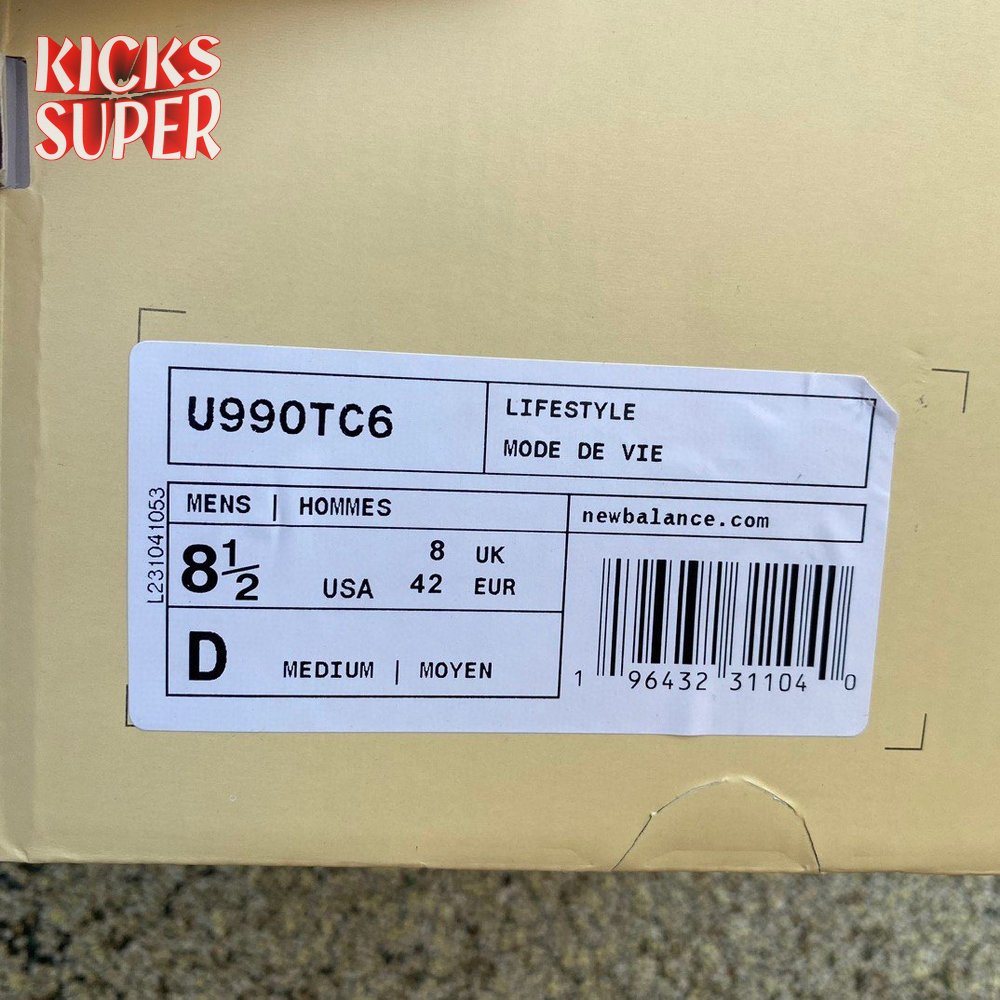 KICKS
SUPER
U990TC6
LIFESTYLE
MODE DE VIE
L231041053
MENS | HOMMES
newbalance.com
8½
8 UK
USA 42 EUR
D
MEDIUM | MOYEN
1 96432 31104 0